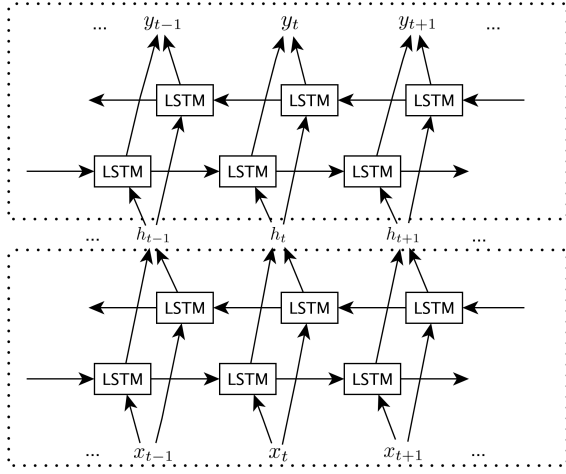 ... y_{t-1} y_t y_{t+1} ...
LSTM LSTM LSTM
LSTM LSTM LSTM
... h_{t-1} h_t h_{t+1} ...
LSTM LSTM LSTM
LSTM LSTM LSTM
... x_{t-1} x_t x_{t+1} ...